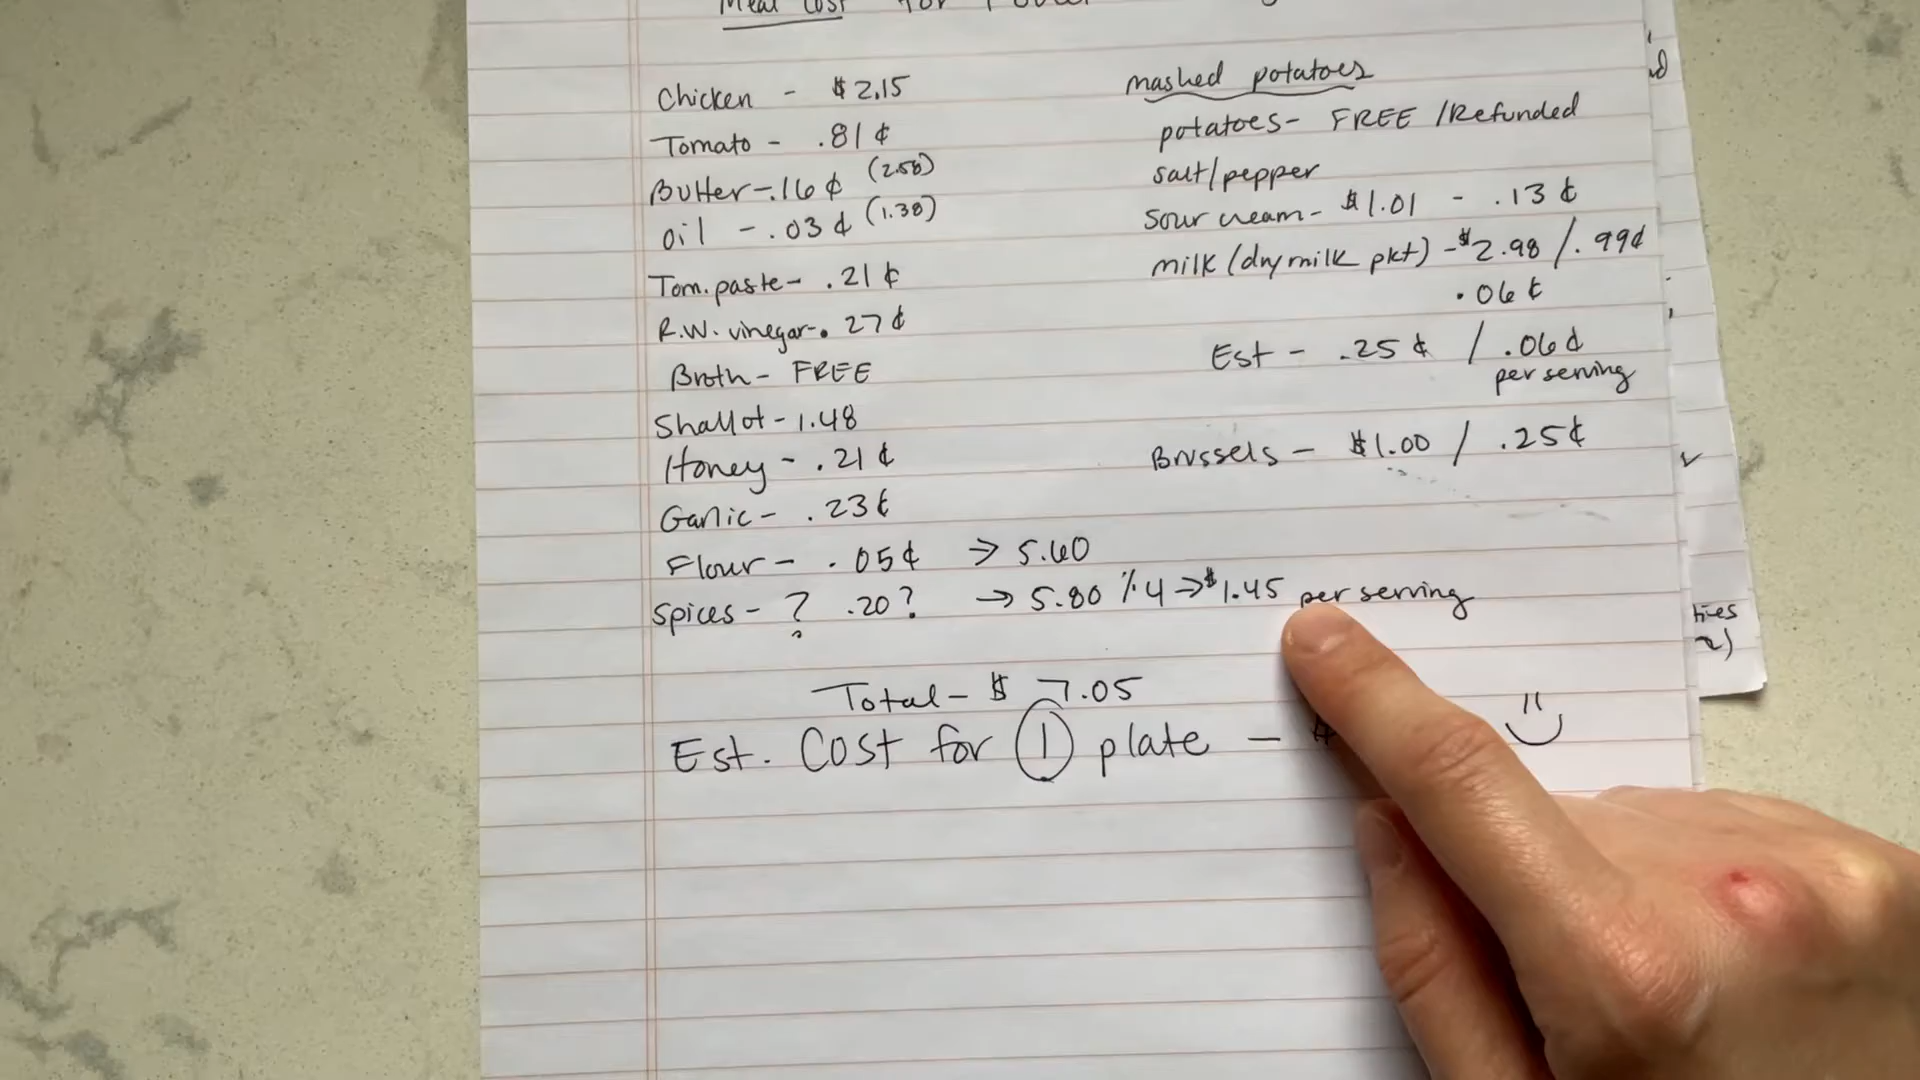 Meal Cost for
Chicken - $2.15
Tomato - .81¢
Butter - .16¢ (2.58)
oil - .03¢ (1.38)
Tom. paste - .21¢
R.W. vinegar - .27¢
Broth - FREE
Shallot - 1.48
Honey - .21¢
Garlic - .23¢
Flour - .05¢ → 5.60
Spices - ? .20? → 5.80 ٪ 4 → $1.45 per serving
mashed potatoes
potatoes - FREE /Refunded
salt/pepper
Sour cream - $1.01 - .13¢
milk (dry milk pkt) - $2.98 / .99¢
.06¢
Est - .25¢ / .06¢
per serving
Brussels - $1.00 / .25¢
Total - $ 7.05
Est. Cost for 1 plate -